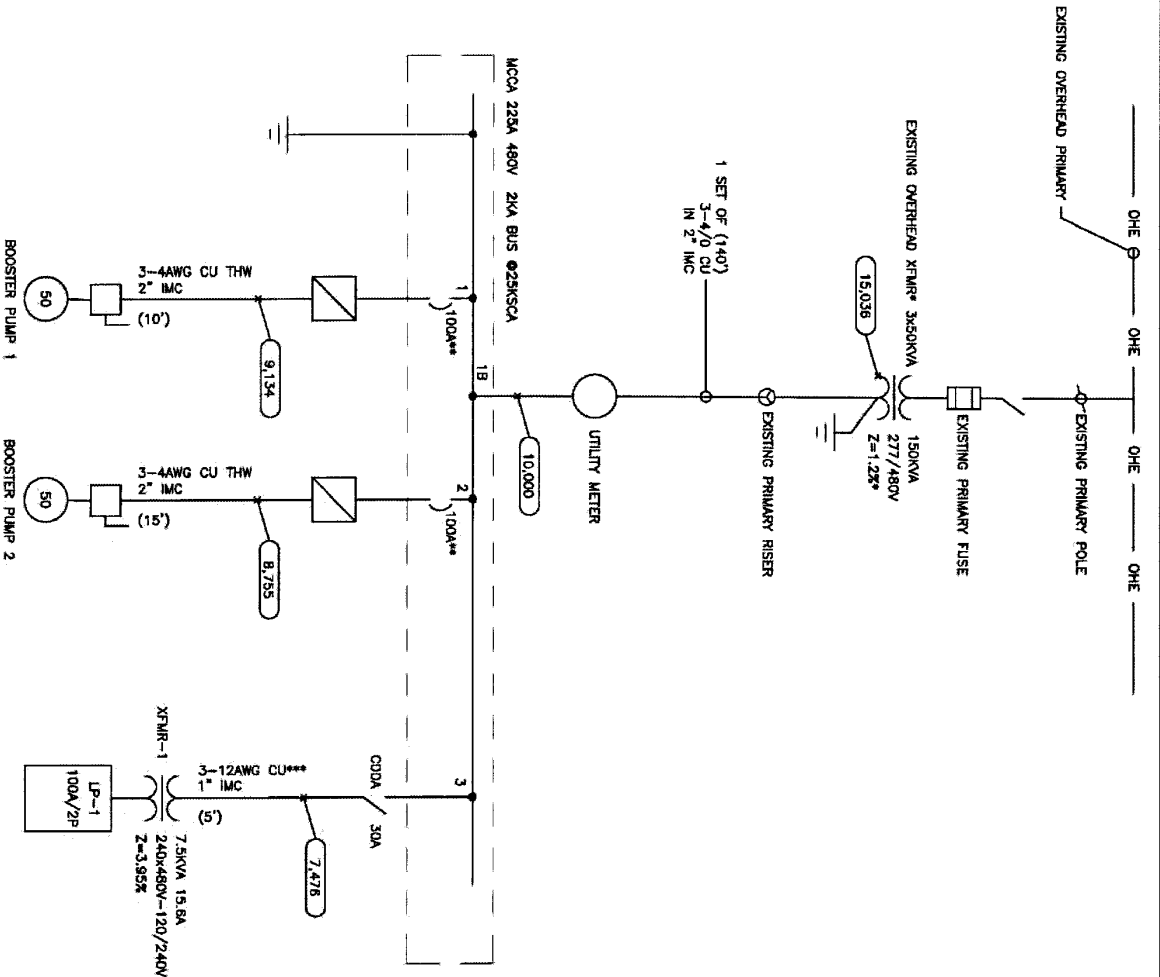 EXISTING OVERHEAD PRIMARY
OHE
OHE
OHE
OHE
EXISTING PRIMARY POLE
EXISTING PRIMARY FUSE
EXISTING OVERHEAD XFMR* 3x50KVA
150KVA
277/480V
Z=1.2%*
15,036
EXISTING PRIMARY RISER
1 SET OF (140')
3-4/0 CU
IN 2" IMC
UTILITY METER
10,000
MCCA 225A 480V 2KA BUS @25KSCA
1B
1
100A**
2
100A**
3
CDDA
30A
9,134
3-4AWG CU THW
2" IMC
(10')
50
BOOSTER PUMP 1
8,755
3-4AWG CU THW
2" IMC
(15')
50
BOOSTER PUMP 2
7,476
3-12AWG CU***
1" IMC
(5')
XFMR-1
7.5KVA 15.6A
240x480V-120/240V
Z=3.95%
LP-1
100A/2P